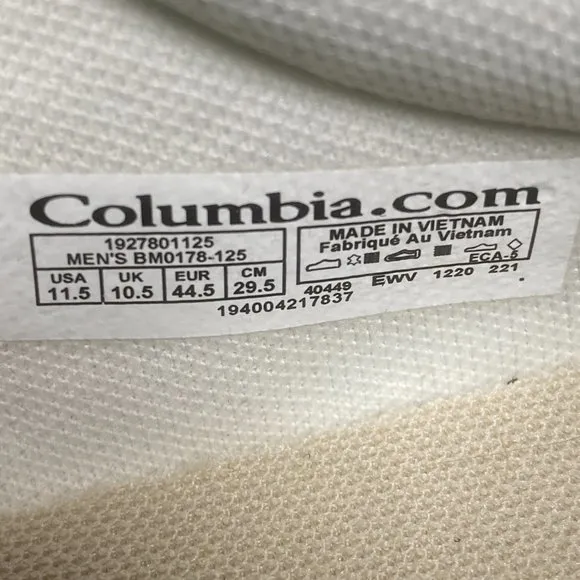 Columbia.com
1927801125
MEN'S BM0178-125
USA UK EUR CM
11.5 10.5 44.5 29.5
MADE IN VIETNAM
Fabriqué Au Vietnam
ECA-5
40449 EWV 1220 221
194004217837